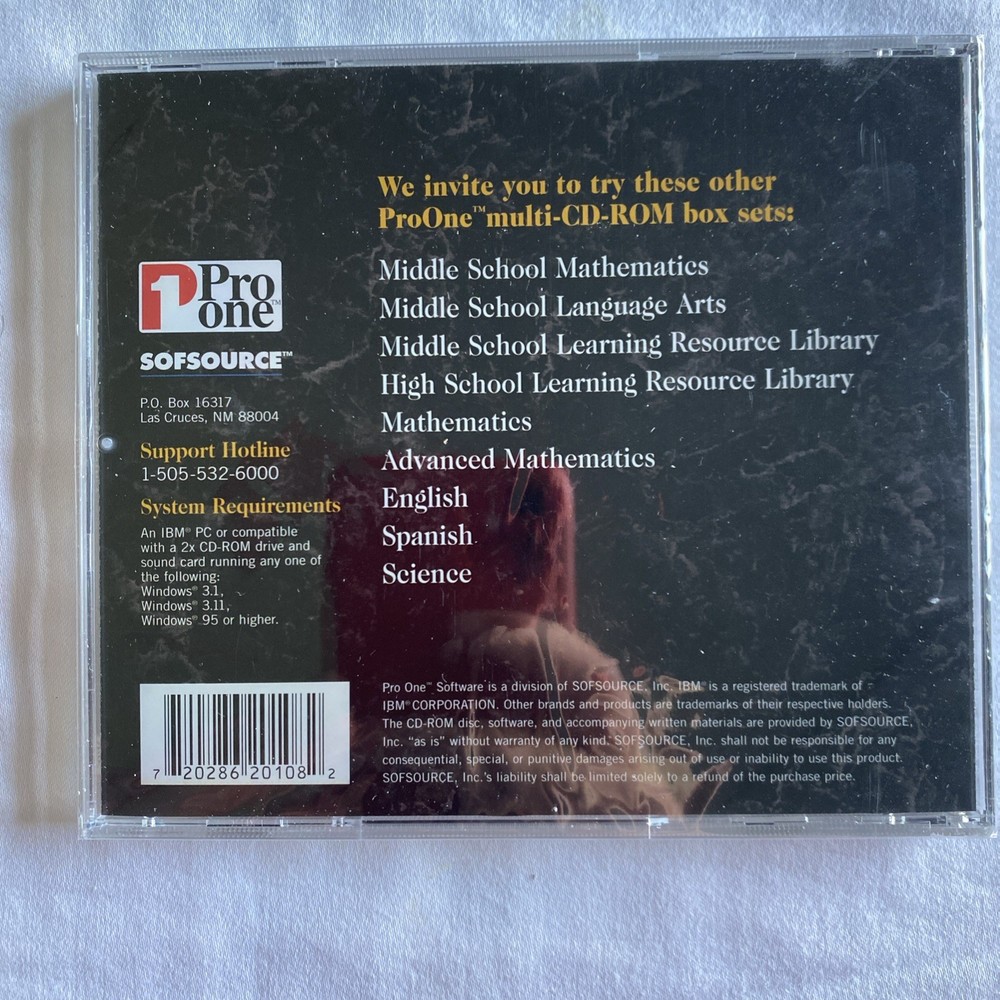 We invite you to try these other
ProOne™ multi-CD-ROM box sets:
Middle School Mathematics
Middle School Language Arts
Middle School Learning Resource Library
High School Learning Resource Library
Mathematics
Advanced Mathematics
English
Spanish
Science
1 Pro
one™
SOFSOURCE™
P.O. Box 16317
Las Cruces, NM 88004
Support Hotline
1-505-532-6000
System Requirements
An IBM® PC or compatible
with a 2x CD-ROM drive and
sound card running any one of
the following:
Windows® 3.1,
Windows® 3.11,
Windows® 95 or higher.
7 20286 20108 2
Pro One™ Software is a division of SOFSOURCE, Inc. IBM® is a registered trademark of
IBM® CORPORATION. Other brands and products are trademarks of their respective holders.
The CD-ROM disc, software, and accompanying written materials are provided by SOFSOURCE,
Inc. “as is” without warranty of any kind. SOFSOURCE, Inc. shall not be responsible for any
consequential, special, or punitive damages arising out of use or inability to use this product.
SOFSOURCE, Inc.'s liability shall be limited solely to a refund of the purchase price.